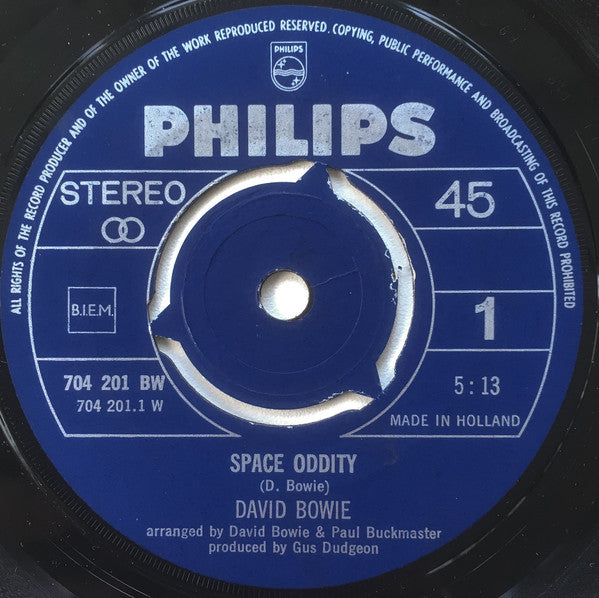 ALL RIGHTS OF THE RECORD PRODUCER AND OF THE OWNER OF THE WORK REPRODUCED RESERVED. COPYING, PUBLIC PERFORMANCE AND BROADCASTING OF THIS RECORD PROHIBITED
PHILIPS
PHILIPS
STEREO
45
B.I.E.M.
1
704 201 BW
704 201.1 W
5:13
MADE IN HOLLAND
SPACE ODDITY
(D. Bowie)
DAVID BOWIE
arranged by David Bowie & Paul Buckmaster
produced by Gus Dudgeon